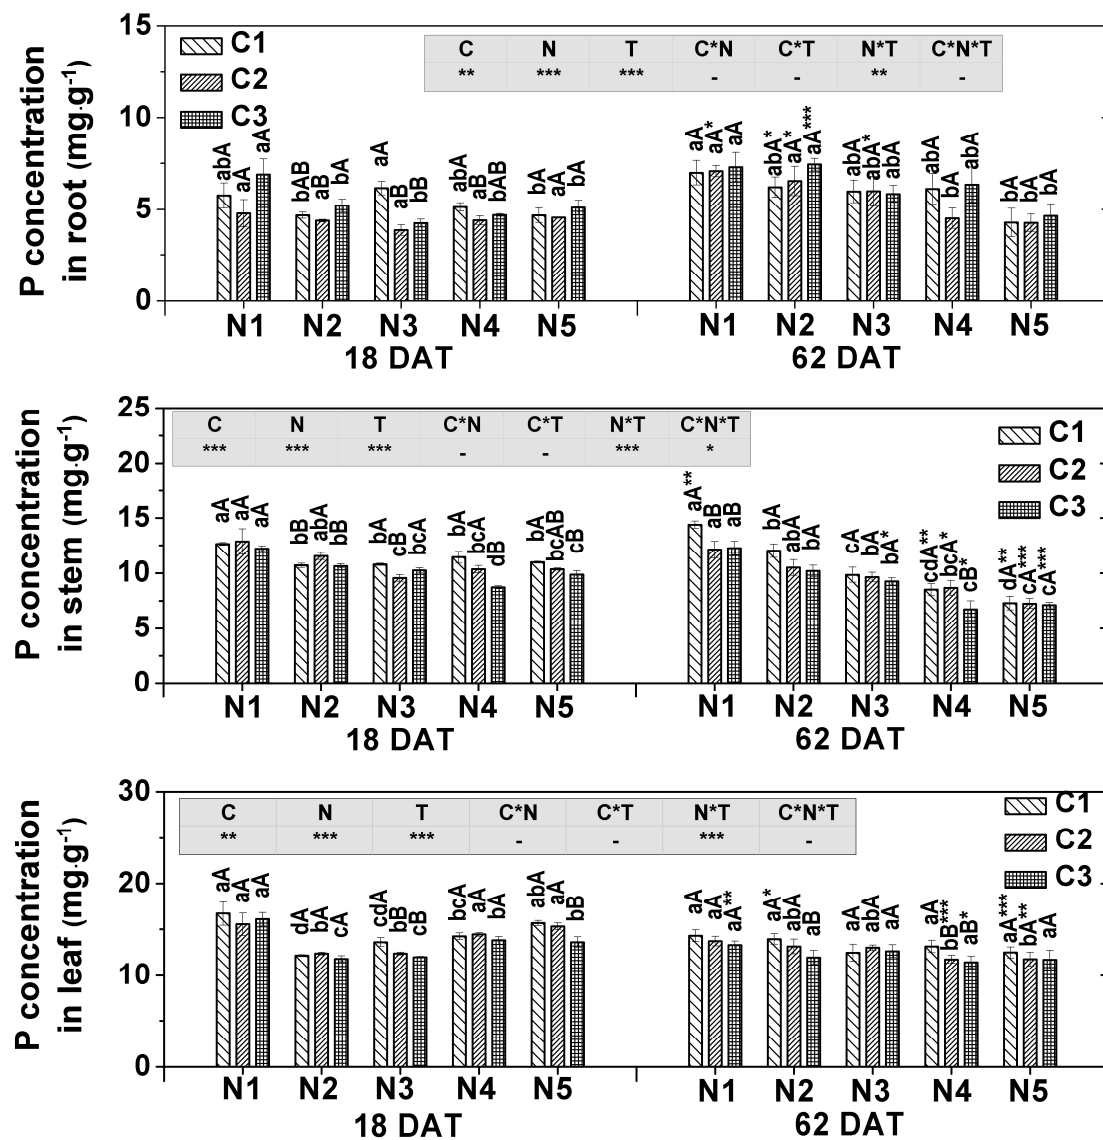 P concentration
in root (mg·g⁻¹)
15
10
5
0
C1
C2
C3
C N T C*N C*T N*T C*N*T
** *** *** - - ** -
abA aA aA bAB aB bA aA aB bB abA aB bAB bA aA bA aA aA* aA abA* aA* aA*** abA abA* abA abA bA abA bA bA bA
N1 N2 N3 N4 N5 N1 N2 N3 N4 N5
18 DAT 62 DAT
P concentration
in stem (mg·g⁻¹)
25
20
15
10
5
0
C N T C*N C*T N*T C*N*T
*** *** *** - - *** *
C1
C2
C3
aA aA aA bB abA bB bA cB bcA bA bcA dB bA bcAB cB aA** aB aB bA abA bA cA bA bA* cdA** bcA* cB* dA** cA*** cA***
N1 N2 N3 N4 N5 N1 N2 N3 N4 N5
18 DAT 62 DAT
P concentration
in leaf (mg·g⁻¹)
30
20
10
0
C N T C*N C*T N*T C*N*T
** *** *** - - *** -
C1
C2
C3
aA aA aA dA bA cA cdA bB cB bcA aA bA abA aA bB aA aA aA** aA* abA aB aA abA aA aA bB*** aB* aA*** bA** aA
N1 N2 N3 N4 N5 N1 N2 N3 N4 N5
18 DAT 62 DAT